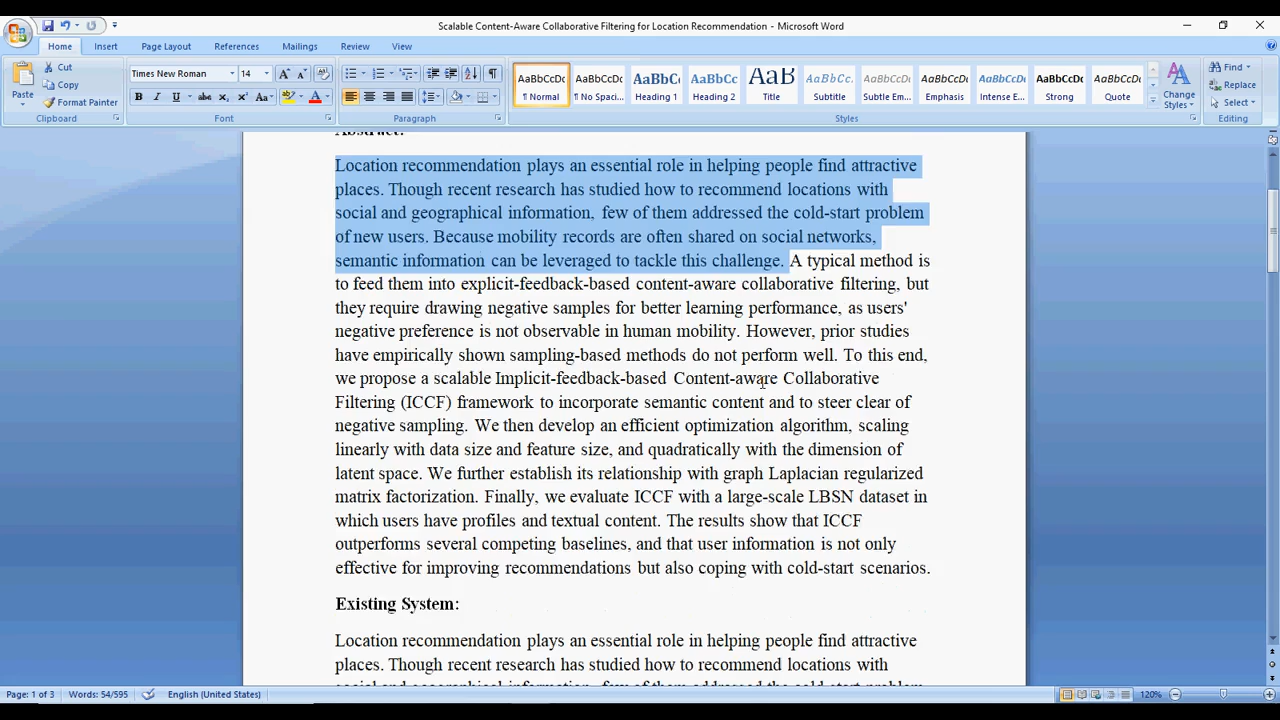 Scalable Content-Aware Collaborative Filtering for Location Recommendation - Microsoft Word
Home Insert Page Layout References Mailings Review View
Cut
Copy
Format Painter
Paste
Clipboard
Times New Roman 14
Font
Paragraph
AaBbCcDc AaBbCcDc AaBbCc AaBbCc AaB AaBbCc AaBbCcDc AaBbCcDc AaBbCcDc AaBbCcDc AaBbCcDc
¶ Normal ¶ No Spaci... Heading 1 Heading 2 Title Subtitle Subtle Em... Emphasis Intense E... Strong Quote
Styles
Change Styles
Find
Replace
Select
Editing
Abstract:
Location recommendation plays an essential role in helping people find attractive
places. Though recent research has studied how to recommend locations with
social and geographical information, few of them addressed the cold-start problem
of new users. Because mobility records are often shared on social networks,
semantic information can be leveraged to tackle this challenge. A typical method is
to feed them into explicit-feedback-based content-aware collaborative filtering, but
they require drawing negative samples for better learning performance, as users'
negative preference is not observable in human mobility. However, prior studies
have empirically shown sampling-based methods do not perform well. To this end,
we propose a scalable Implicit-feedback-based Content-aware Collaborative
Filtering (ICCF) framework to incorporate semantic content and to steer clear of
negative sampling. We then develop an efficient optimization algorithm, scaling
linearly with data size and feature size, and quadratically with the dimension of
latent space. We further establish its relationship with graph Laplacian regularized
matrix factorization. Finally, we evaluate ICCF with a large-scale LBSN dataset in
which users have profiles and textual content. The results show that ICCF
outperforms several competing baselines, and that user information is not only
effective for improving recommendations but also coping with cold-start scenarios.
Existing System:
Location recommendation plays an essential role in helping people find attractive
places. Though recent research has studied how to recommend locations with
social and geographical information, few of them addressed the cold-start problem
Page: 1 of 3 Words: 54/595 English (United States) 120%